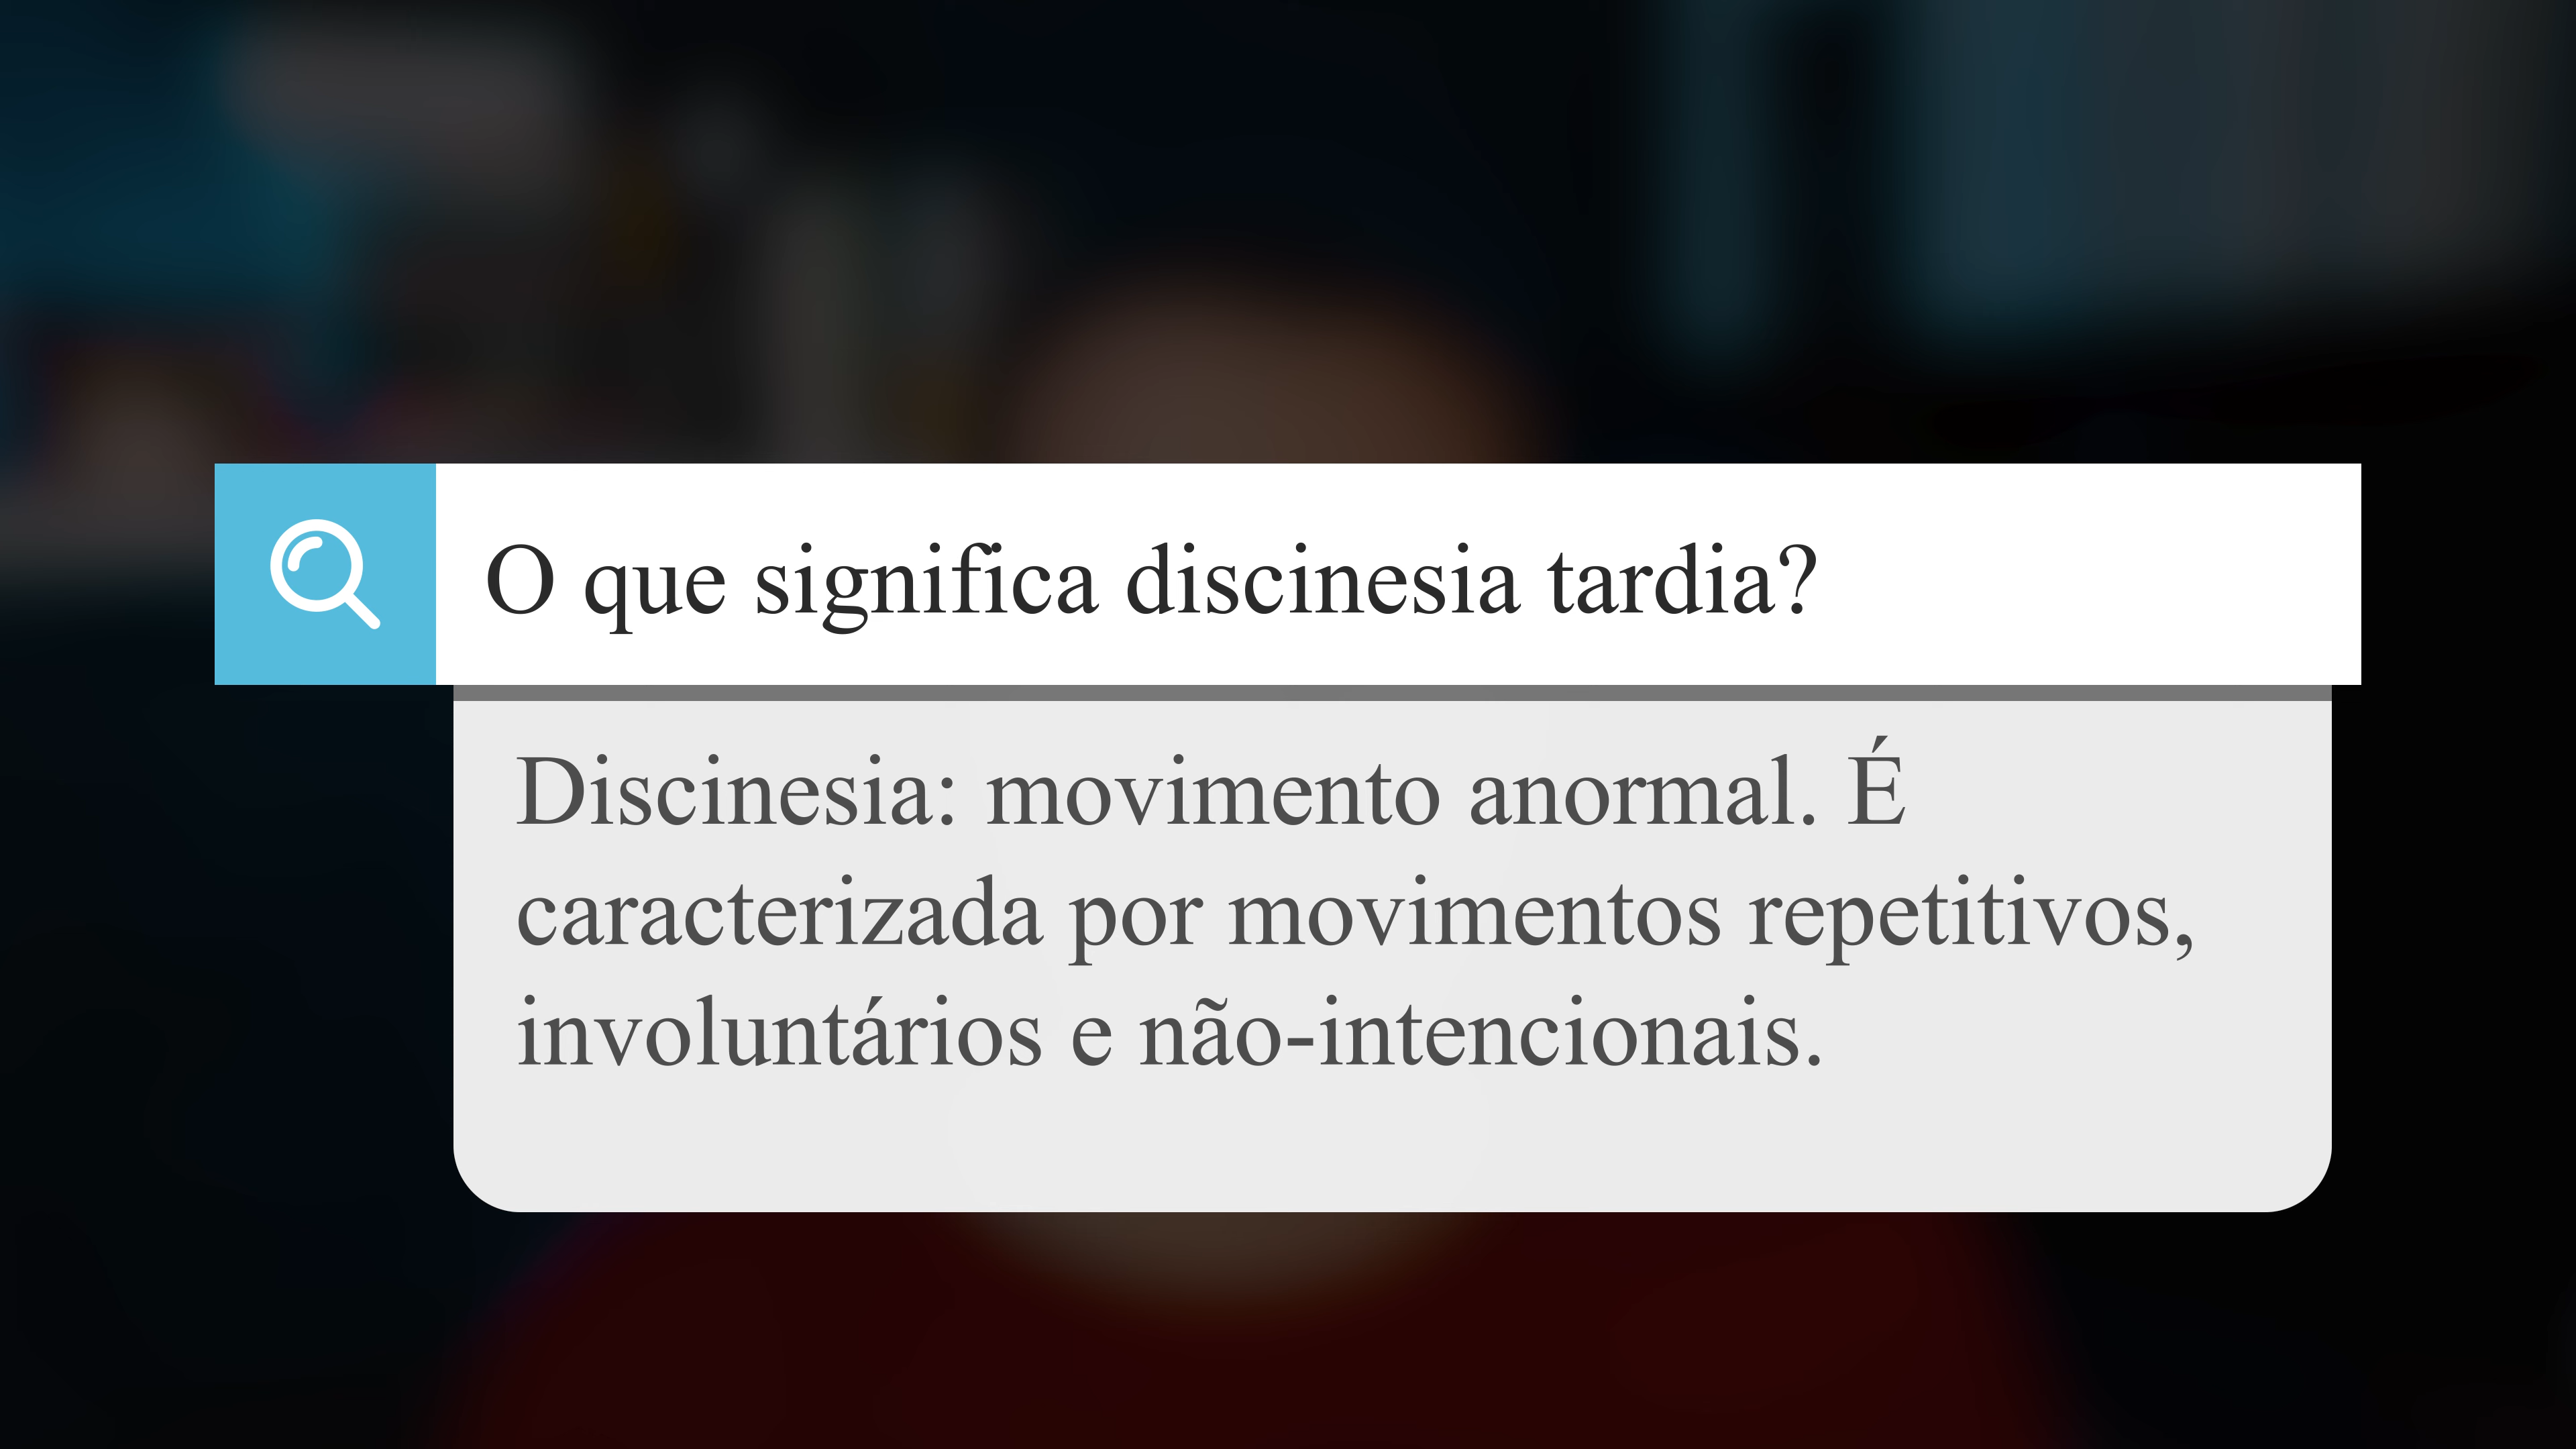 O que significa discinesia tardia?
Discinesia: movimento anormal. É
caracterizada por movimentos repetitivos,
involuntários e não-intencionais.